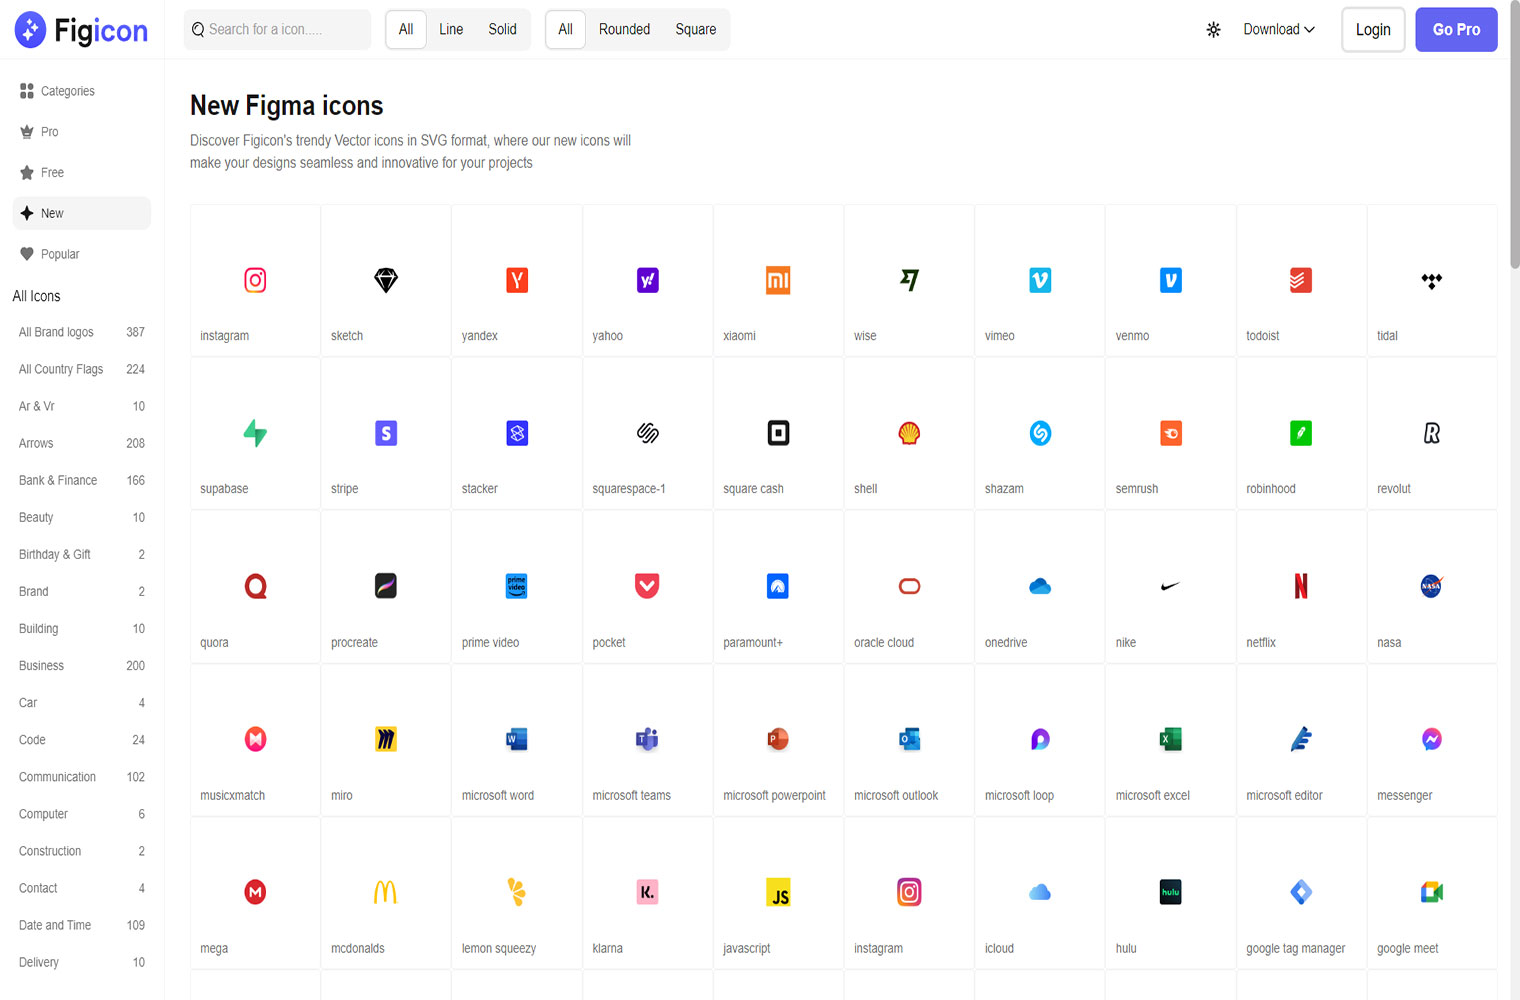 Figicon
Search for a icon.....
All
Line
Solid
All
Rounded
Square
Download
Login
Go Pro
Categories
Pro
Free
New
Popular
All Icons
All Brand logos 387
All Country Flags 224
Ar & Vr 10
Arrows 208
Bank & Finance 166
Beauty 10
Birthday & Gift 2
Brand 2
Building 10
Business 200
Car 4
Code 24
Communication 102
Computer 6
Construction 2
Contact 4
Date and Time 109
Delivery 10
New Figma icons
Discover Figicon's trendy Vector icons in SVG format, where our new icons will
make your designs seamless and innovative for your projects
Y
y!
mi
v
v
instagram sketch yandex yahoo xiaomi wise vimeo venmo todoist tidal
S
R
supabase stripe stacker squarespace-1 square cash shell shazam semrush robinhood revolut
Q
prime
video
N
NASA
quora procreate prime video pocket paramount+ oracle cloud onedrive nike netflix nasa
W
T
P
O
X
musicxmatch miro microsoft word microsoft teams microsoft powerpoint microsoft outlook microsoft loop microsoft excel microsoft editor messenger
M
K.
JS
hulu
mega mcdonalds lemon squeezy klarna javascript instagram icloud hulu google tag manager google meet